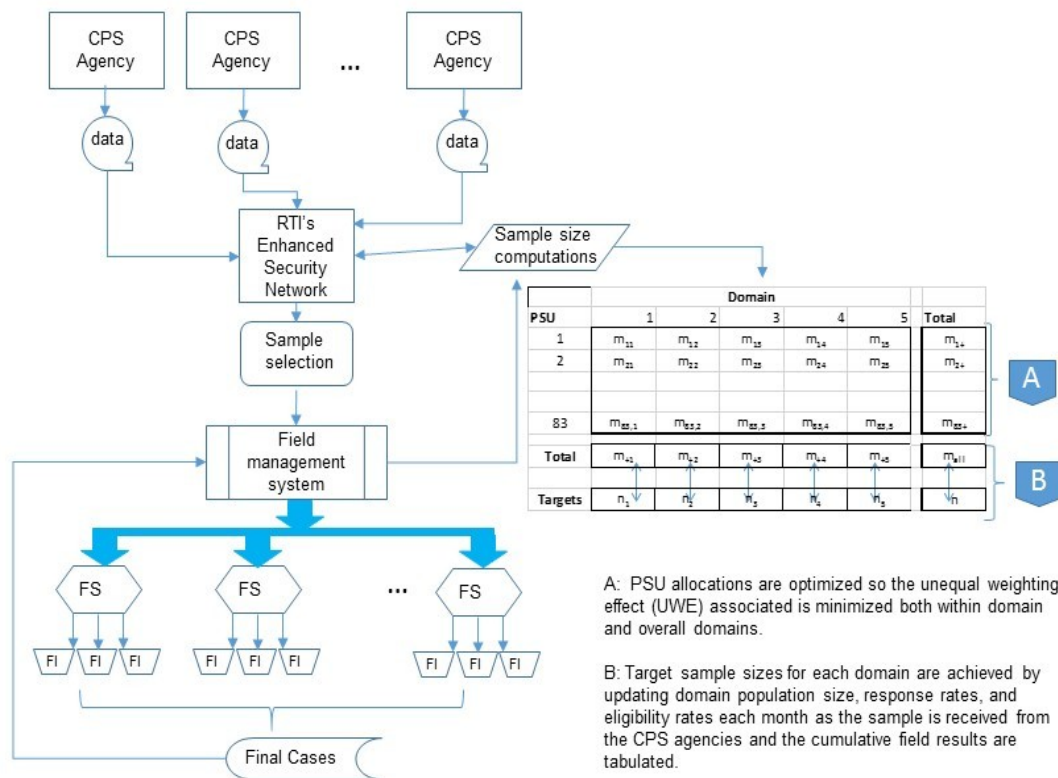 CPS
Agency
CPS
Agency
...
CPS
Agency
data
data
data
RTI's
Enhanced
Security
Network
Sample size
computations
Sample
selection
Field
management
system
Domain
PSU 1 2 3 4 5 Total
1 m₁₁ m₁₂ m₁₃ m₁₄ m₁₅ m₁₊
2 m₂₁ m₂₂ m₂₃ m₂₄ m₂₅ m₂₊
83 m₈₃,₁ m₈₃,₂ m₈₃,₃ m₈₃,₄ m₈₃,₅ m₈₃₊
Total m₊₁ m₊₂ m₊₃ m₊₄ m₊₅ mₐₗₗ
Targets n₁ n₂ n₃ n₄ n₅ n
A
B
FS
FS
...
FS
FI FI FI
FI FI FI
FI FI FI
Final Cases
A: PSU allocations are optimized so the unequal weighting
effect (UWE) associated is minimized both within domain
and overall domains.
B: Target sample sizes for each domain are achieved by
updating domain population size, response rates, and
eligibility rates each month as the sample is received from
the CPS agencies and the cumulative field results are
tabulated.